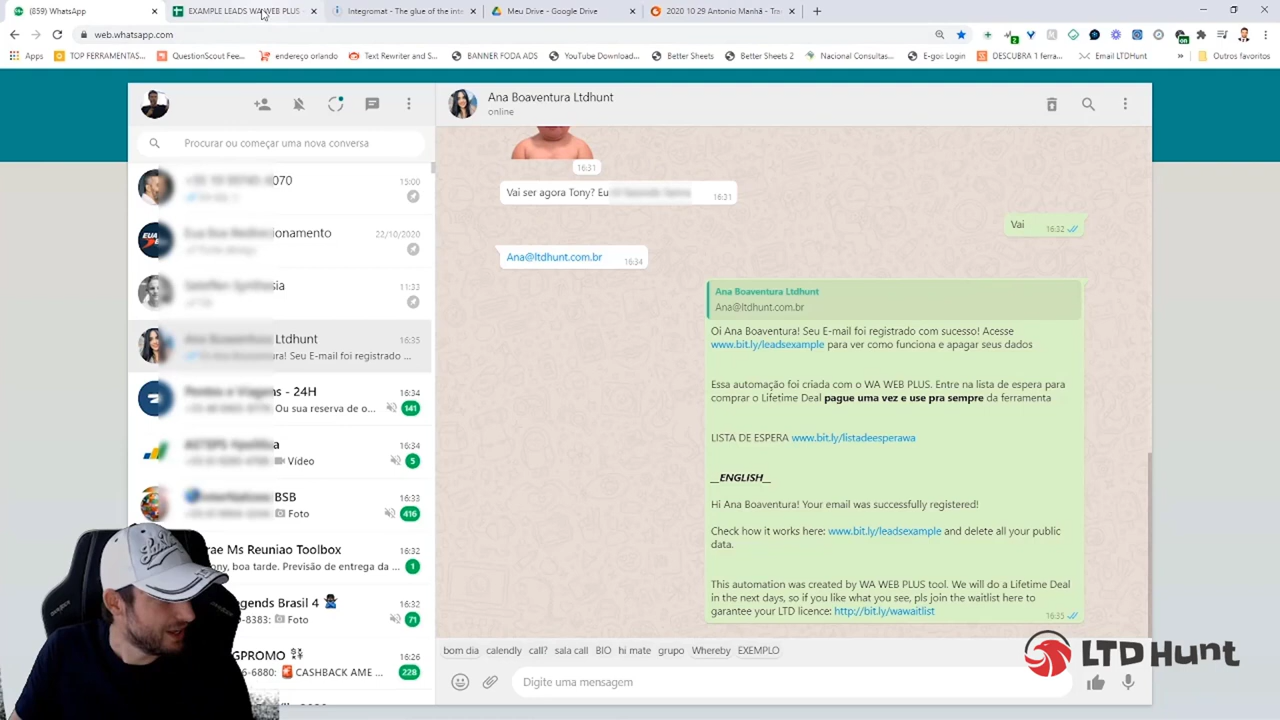 (859) WhatsApp
EXAMPLE LEADS WA WEB PLUS -
Integromat - The glue of the inte
Meu Drive - Google Drive
2020 10 29 Antonio Manhã - Tra
web.whatsapp.com
Apps
TOP FERRAMENTAS...
QuestionScout Fee...
endereço orlando
Text Rewriter and S...
BANNER FODA ADS
YouTube Download...
Better Sheets
Better Sheets 2
Nacional Consultas...
E-goi: Login
DESCUBRA 1 ferra...
Email LTDHunt
Outros favoritos
Ana Boaventura Ltdhunt
online
Procurar ou começar uma nova conversa
4070
15:00
ionamento
22/10/2020
11:33
Ltdhunt
16:35
ra! Seu E-mail foi registrado ...
- 24H
16:34
Ou sua reserva de o...
141
16:34
Vídeo
5
BSB
16:33
Foto
416
rae Ms Reuniao Toolbox
16:32
ny, boa tarde. Previsão de entrega da ...
1
egends Brasil 4
16:32
-8383: Foto
71
GPROMO
16:26
6-6880: CASHBACK AME ...
228
16:31
Vai ser agora Tony? Eu
16:31
Vai
16:32
Ana@ltdhunt.com.br
16:34
Ana Boaventura Ltdhunt
Ana@ltdhunt.com.br
Oi Ana Boaventura! Seu E-mail foi registrado com sucesso! Acesse
www.bit.ly/leadsexample para ver como funciona e apagar seus dados
Essa automação foi criada com o WA WEB PLUS. Entre na lista de espera para
comprar o Lifetime Deal pague uma vez e use pra sempre da ferramenta
LISTA DE ESPERA www.bit.ly/listadeesperawa
__ENGLISH__
Hi Ana Boaventura! Your email was successfully registered!
Check how it works here: www.bit.ly/leadsexample and delete all your public
data.
This automation was created by WA WEB PLUS tool. We will do a Lifetime Deal
in the next days, so if you like what you see, pls join the waitlist here to
garantee your LTD licence: http://bit.ly/wawaitlist
16:35
bom dia
calendly
call?
sala call
BIO
hi mate
grupo
Whereby
EXEMPLO
Digite uma mensagem
LTD Hunt